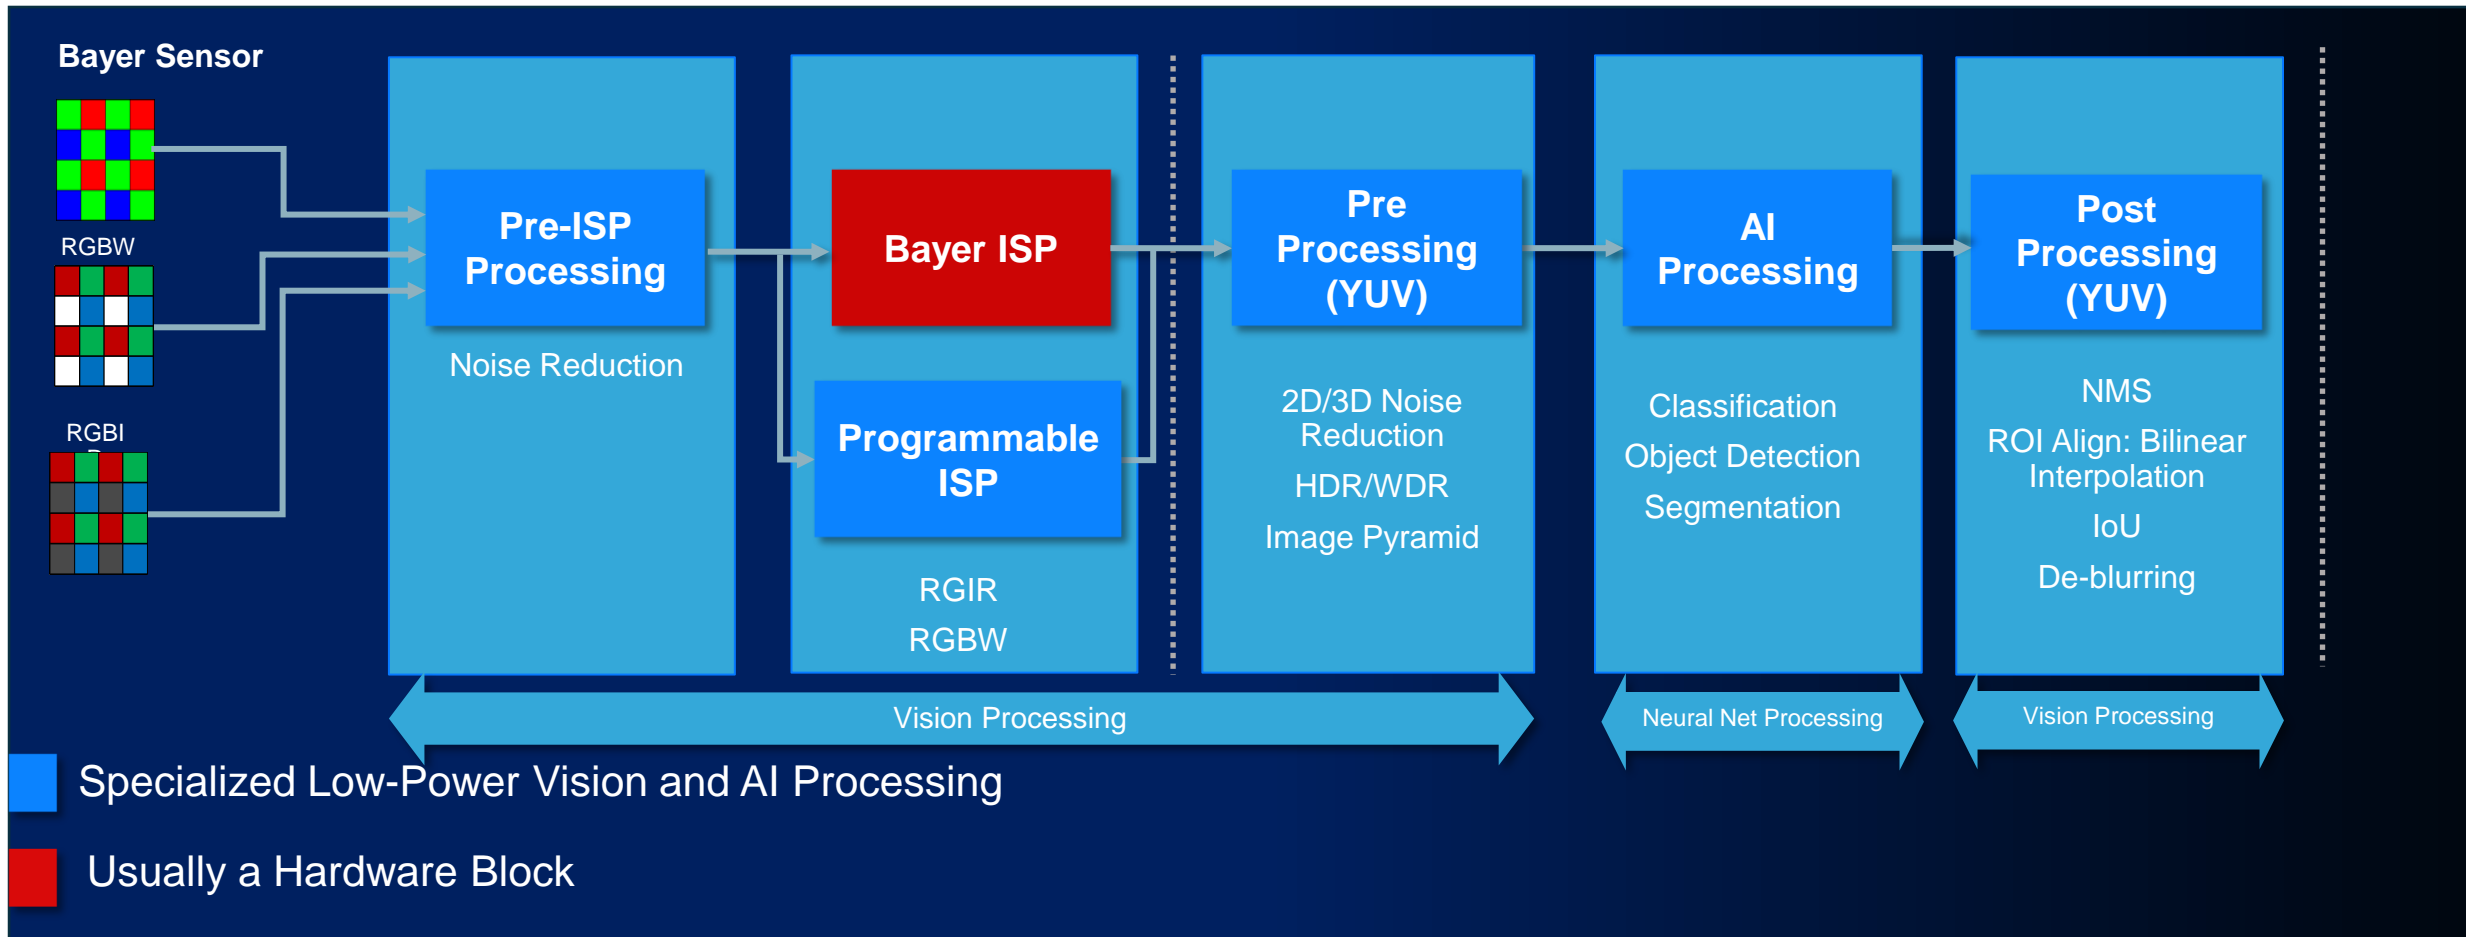 Bayer Sensor
RGBW
RGBI
Pre-ISP
Processing
Noise Reduction
Bayer ISP
Programmable
ISP
RGIR
RGBW
Pre
Processing
(YUV)
2D/3D Noise
Reduction
HDR/WDR
Image Pyramid
AI
Processing
Classification
Object Detection
Segmentation
Post
Processing
(YUV)
NMS
ROI Align: Bilinear
Interpolation
IoU
De-blurring
Vision Processing
Neural Net Processing
Vision Processing
Specialized Low-Power Vision and AI Processing
Usually a Hardware Block